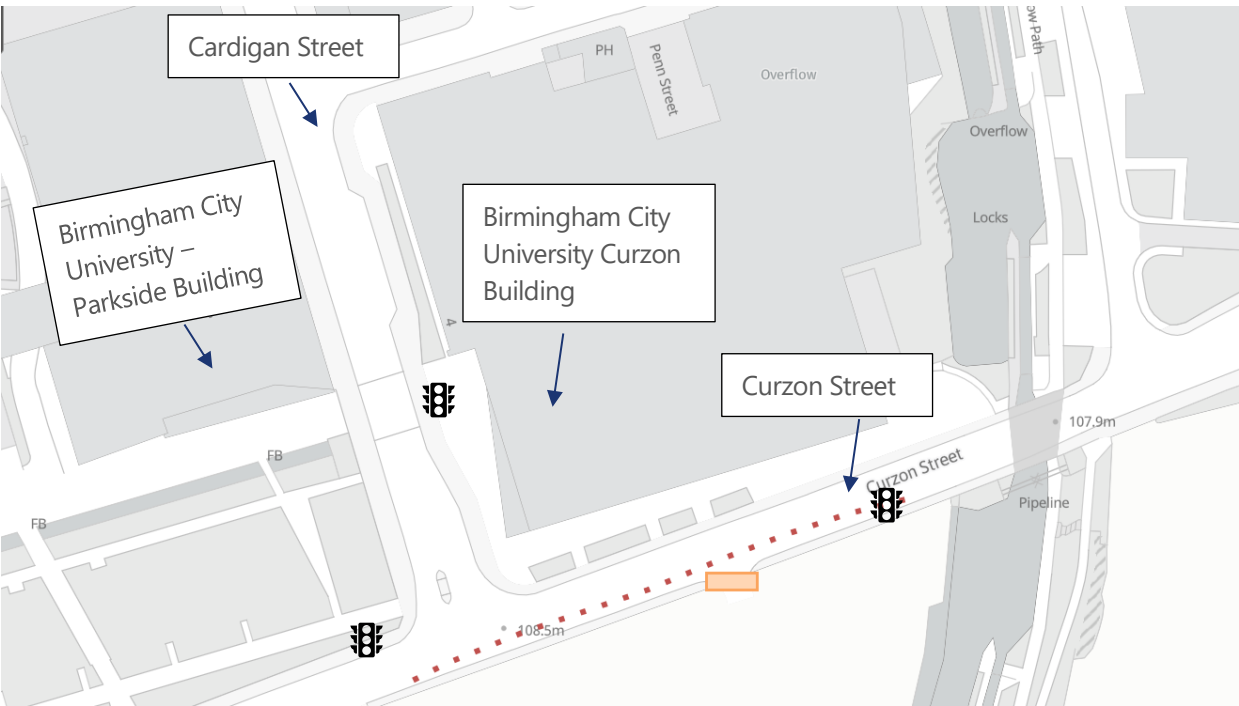 Cardigan Street
PH
Penn Street
Overflow
ow Path
Overflow
Birmingham City
University –
Parkside Building
Birmingham City
University Curzon
Building
Locks
4
Curzon Street
107.9m
Curzon Street
FB
Pipeline
FB
108.5m